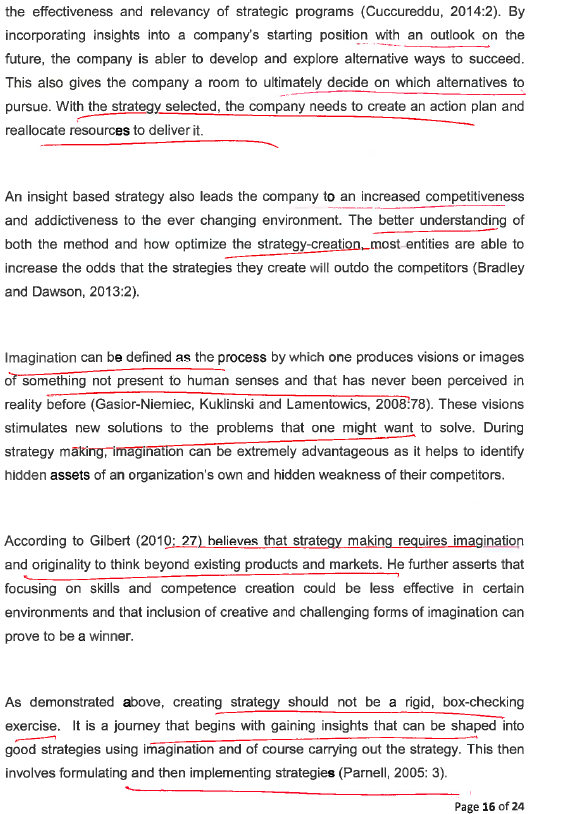 the effectiveness and relevancy of strategic programs (Cuccureddu, 2014:2). By
incorporating insights into a company's starting position with an outlook on the
future, the company is abler to develop and explore alternative ways to succeed.
This also gives the company a room to ultimately decide on which alternatives to
pursue. With the strategy selected, the company needs to create an action plan and
reallocate resources to deliver it.
An insight based strategy also leads the company to an increased competitiveness
and addictiveness to the ever changing environment. The better understanding of
both the method and how optimize the strategy-creation, most entities are able to
increase the odds that the strategies they create will outdo the competitors (Bradley
and Dawson, 2013:2).
Imagination can be defined as the process by which one produces visions or images
of something not present to human senses and that has never been perceived in
reality before (Gasior-Niemiec, Kuklinski and Lamentowics, 2008:78). These visions
stimulates new solutions to the problems that one might want to solve. During
strategy making, imagination can be extremely advantageous as it helps to identify
hidden assets of an organization's own and hidden weakness of their competitors.
According to Gilbert (2010: 27) believes that strategy making requires imagination
and originality to think beyond existing products and markets. He further asserts that
focusing on skills and competence creation could be less effective in certain
environments and that inclusion of creative and challenging forms of imagination can
prove to be a winner.
As demonstrated above, creating strategy should not be a rigid, box-checking
exercise. It is a journey that begins with gaining insights that can be shaped into
good strategies using imagination and of course carrying out the strategy. This then
involves formulating and then implementing strategies (Parnell, 2005: 3).
Page 16 of 24